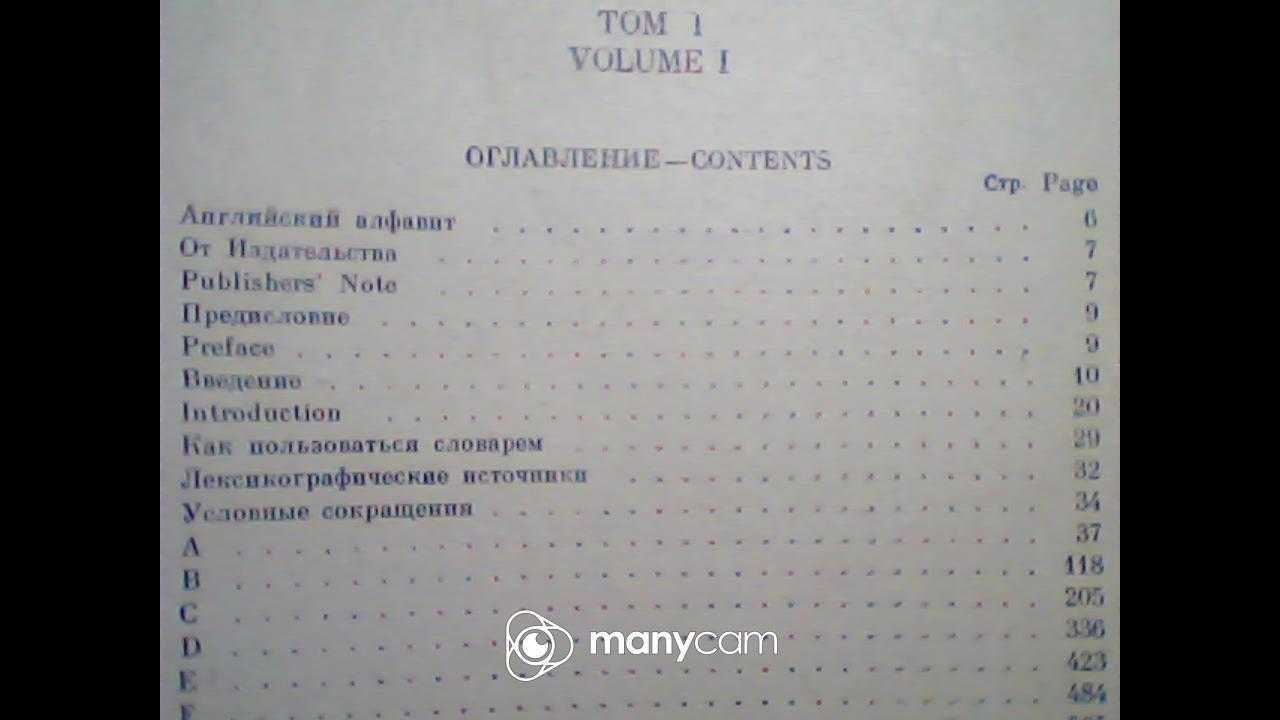 ТОМ I
VOLUME I
ОГЛАВЛЕНИЕ — CONTENTS
Стр. Page
Английский алфавит . . . . . . . . . . . . . . . . . . . . . 6
От Издательства . . . . . . . . . . . . . . . . . . . . . . . 7
Publishers' Note . . . . . . . . . . . . . . . . . . . . . . . 7
Предисловие . . . . . . . . . . . . . . . . . . . . . . . . . 9
Preface . . . . . . . . . . . . . . . . . . . . . . . . . . . . 9
Введение . . . . . . . . . . . . . . . . . . . . . . . . . . . 10
Introduction . . . . . . . . . . . . . . . . . . . . . . . . . 20
Как пользоваться словарем . . . . . . . . . . . . . . . . . . 29
Лексикографические источники . . . . . . . . . . . . . . . . 32
Условные сокращения . . . . . . . . . . . . . . . . . . . . . 34
A . . . . . . . . . . . . . . . . . . . . . . . . . . . . . . 37
B . . . . . . . . . . . . . . . . . . . . . . . . . . . . . . 118
C . . . . . . . . . . . . . . . . . . . . . . . . . . . . . . 205
D . . . . . . . . . . . . . . . . . . . . . . . . . . . . . . 336
E . . . . . . . . . . . . . . . . . . . . . . . . . . . . . . 423
F . . . . . . . . . . . . . . . . . . . . . . . . . . . . . . 484
manycam